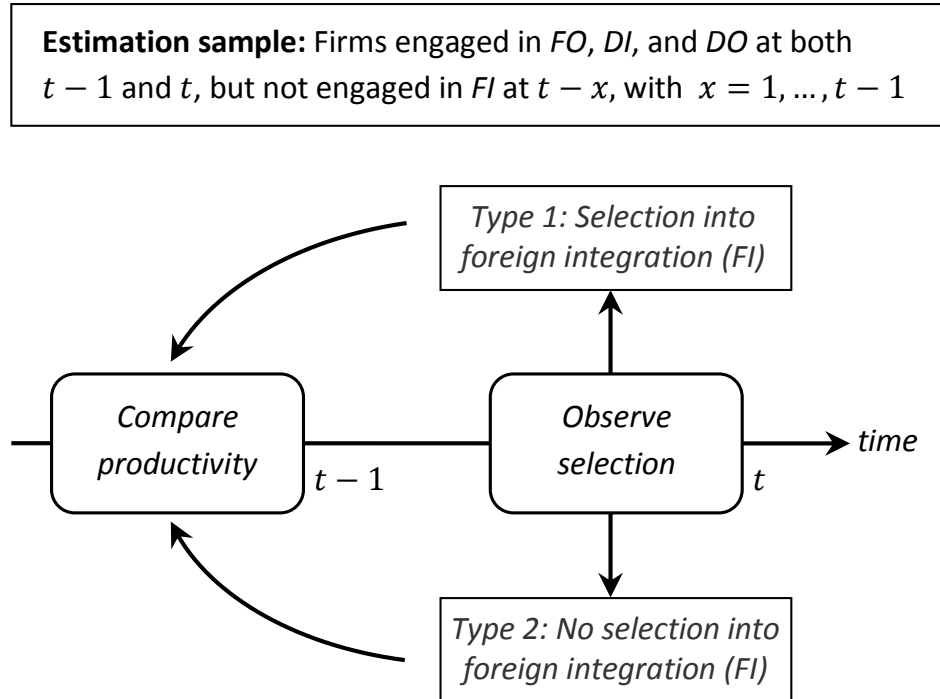 Estimation sample: Firms engaged in FO, DI, and DO at both
t − 1 and t, but not engaged in FI at t − x, with x = 1, … , t − 1
Type 1: Selection into
foreign integration (FI)
Compare
productivity
t − 1
Observe
selection
t
time
Type 2: No selection into
foreign integration (FI)